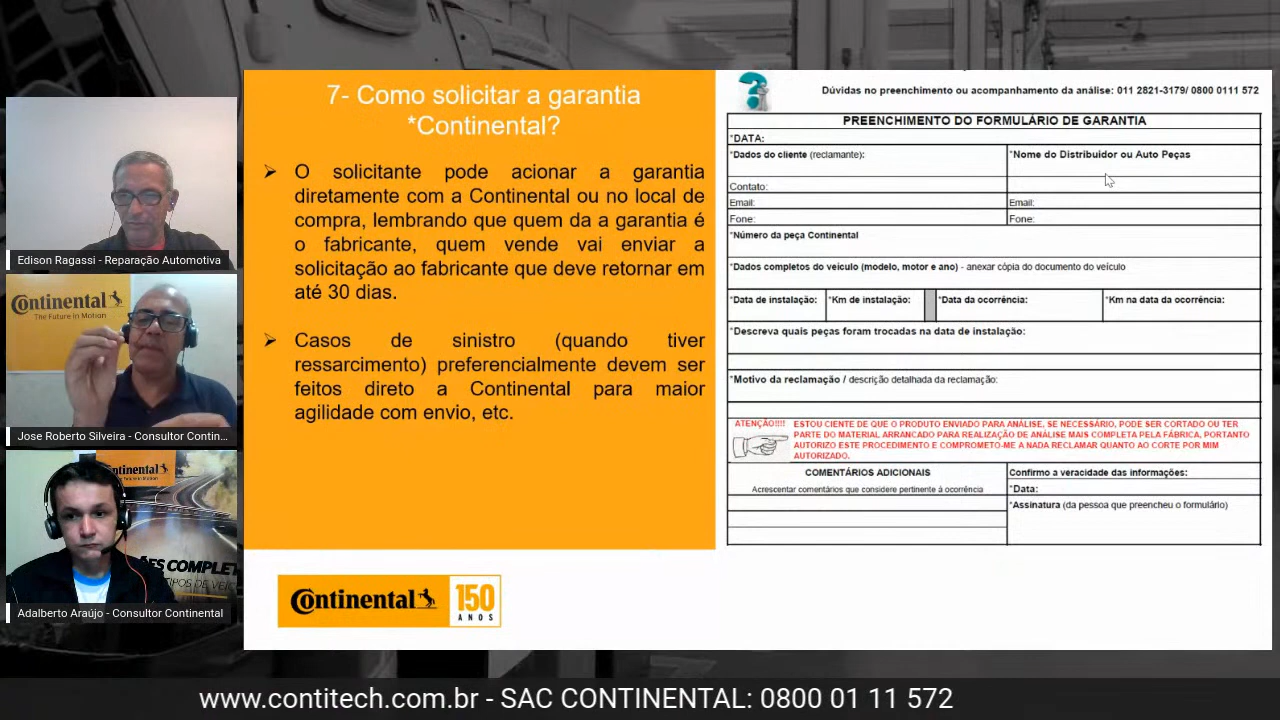 7- Como solicitar a garantia
*Continental?
O solicitante pode acionar a garantia
diretamente com a Continental ou no local de
compra, lembrando que quem da a garantia é
o fabricante, quem vende vai enviar a
solicitação ao fabricante que deve retornar em
até 30 dias.
Casos de sinistro (quando tiver
ressarcimento) preferencialmente devem ser
feitos direto a Continental para maior
agilidade com envio, etc.
Continental
150
ANOS
Dúvidas no preenchimento ou acompanhamento da análise: 011 2821-3179/ 0800 0111 572
PREENCHIMENTO DO FORMULÁRIO DE GARANTIA
*DATA:
*Dados do cliente (reclamante):
*Nome do Distribuidor ou Auto Peças
Contato:
Email:
Email:
Fone:
Fone:
*Número da peça Continental
*Dados completos do veículo (modelo, motor e ano) - anexar cópia do documento do veículo
*Data de instalação:
*Km de instalação:
*Data da ocorrência:
*Km na data da ocorrência:
*Descreva quais peças foram trocadas na data de instalação:
*Motivo da reclamação / descrição detalhada da reclamação:
ATENÇÃO!!!!
ESTOU CIENTE DE QUE O PRODUTO ENVIADO PARA ANÁLISE, SE NECESSÁRIO, PODE SER CORTADO OU TER
PARTE DO MATERIAL ARRANCADO PARA REALIZAÇÃO DE ANÁLISE MAIS COMPLETA PELA FÁBRICA, PORTANTO
AUTORIZO ESTE PROCEDIMENTO E COMPROMETO-ME A NADA RECLAMAR QUANTO AO CORTE POR MIM
AUTORIZADO.
COMENTÁRIOS ADICIONAIS
Acrescentar comentários que considere pertinente à ocorrência
Confirmo a veracidade das informações:
*Data:
*Assinatura (da pessoa que preencheu o formulário)
Edison Ragassi - Reparação Automotiva
Continental
The Future In Motion
Jose Roberto Silveira - Consultor Contin...
Continental
ÕES COMPLET
TIPOS DE VEÍC
Adalberto Araújo - Consultor Continental
www.contitech.com.br - SAC CONTINENTAL: 0800 01 11 572